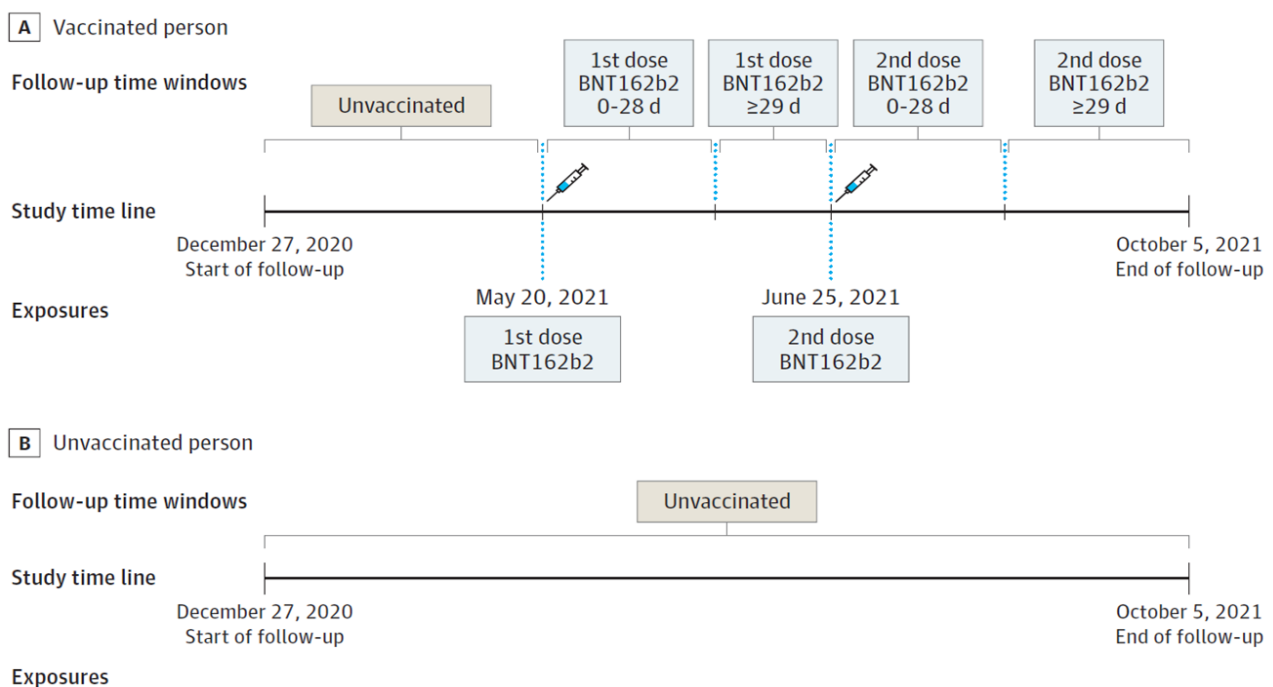 A Vaccinated person
Follow-up time windows
Unvaccinated
1st dose
BNT162b2
0-28 d
1st dose
BNT162b2
≥29 d
2nd dose
BNT162b2
0-28 d
2nd dose
BNT162b2
≥29 d
Study time line
December 27, 2020
Start of follow-up
October 5, 2021
End of follow-up
Exposures
May 20, 2021
1st dose
BNT162b2
June 25, 2021
2nd dose
BNT162b2
B Unvaccinated person
Follow-up time windows
Unvaccinated
Study time line
December 27, 2020
Start of follow-up
October 5, 2021
End of follow-up
Exposures